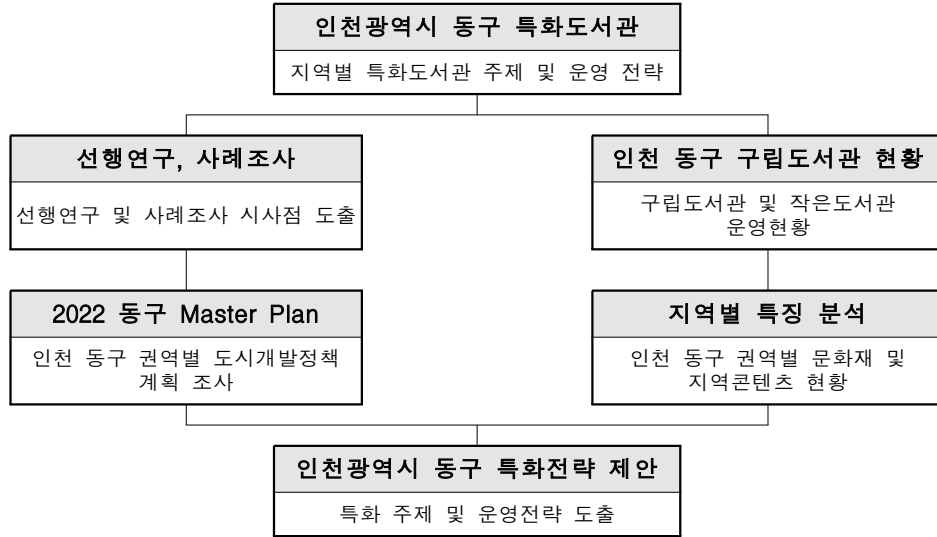 인천광역시 동구 특화도서관
지역별 특화도서관 주제 및 운영 전략
선행연구, 사례조사
선행연구 및 사례조사 시사점 도출
인천 동구 구립도서관 현황
구립도서관 및 작은도서관
운영현황
2022 동구 Master Plan
인천 동구 권역별 도시개발정책
계획 조사
지역별 특징 분석
인천 동구 권역별 문화재 및
지역콘텐츠 현황
인천광역시 동구 특화전략 제안
특화 주제 및 운영전략 도출